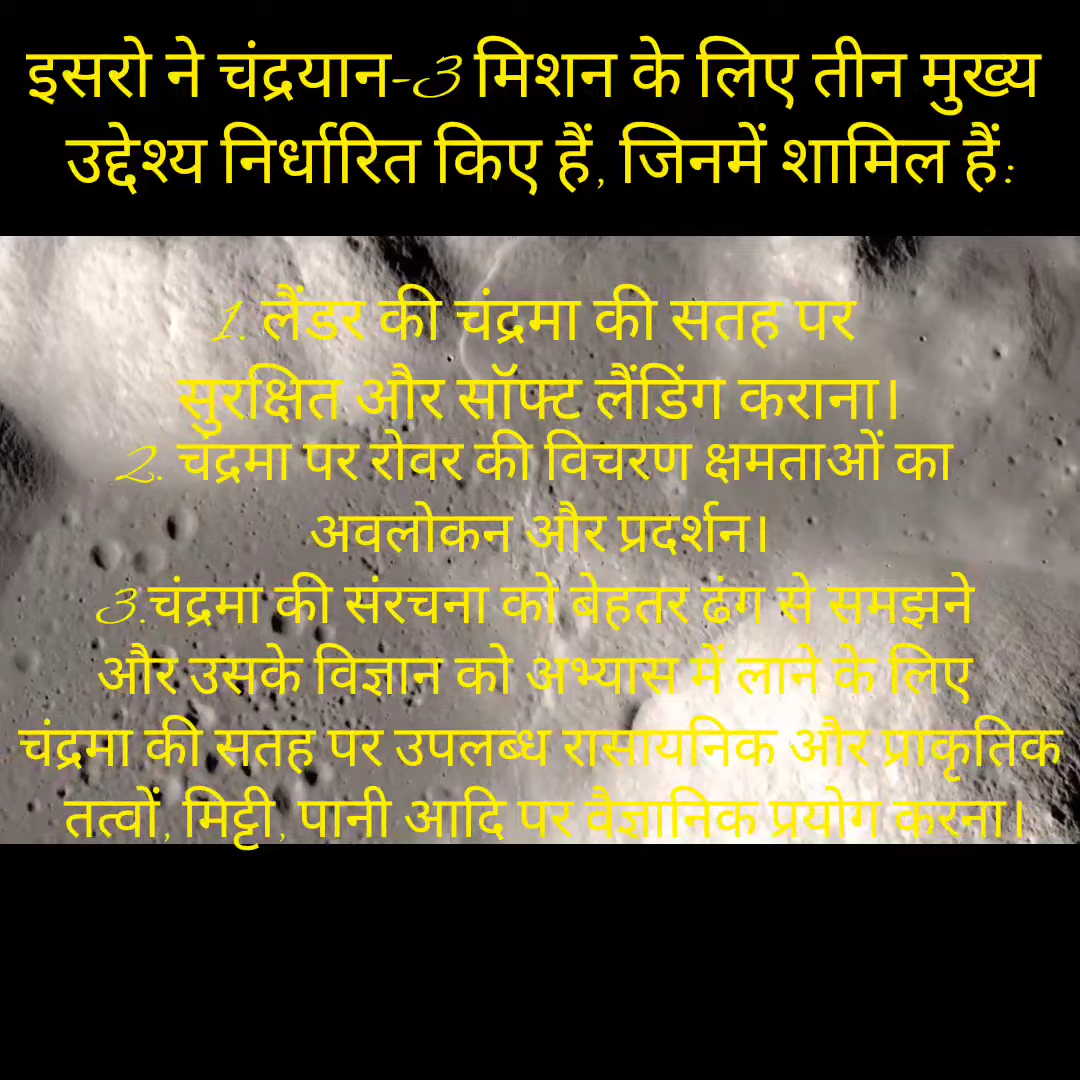 इसरो ने चंद्रयान-3 मिशन के लिए तीन मुख्य
उद्देश्य निर्धारित किए हैं, जिनमें शामिल हैं:
1. लैंडर की चंद्रमा की सतह पर
सुरक्षित और सॉफ्ट लैंडिंग कराना।
2. चंद्रमा पर रोवर की विचरण क्षमताओं का
अवलोकन और प्रदर्शन।
3.चंद्रमा की संरचना को बेहतर ढंग से समझने
और उसके विज्ञान को अभ्यास में लाने के लिए
चंद्रमा की सतह पर उपलब्ध रासायनिक और प्राकृतिक
तत्वों, मिट्टी, पानी आदि पर वैज्ञानिक प्रयोग करना।